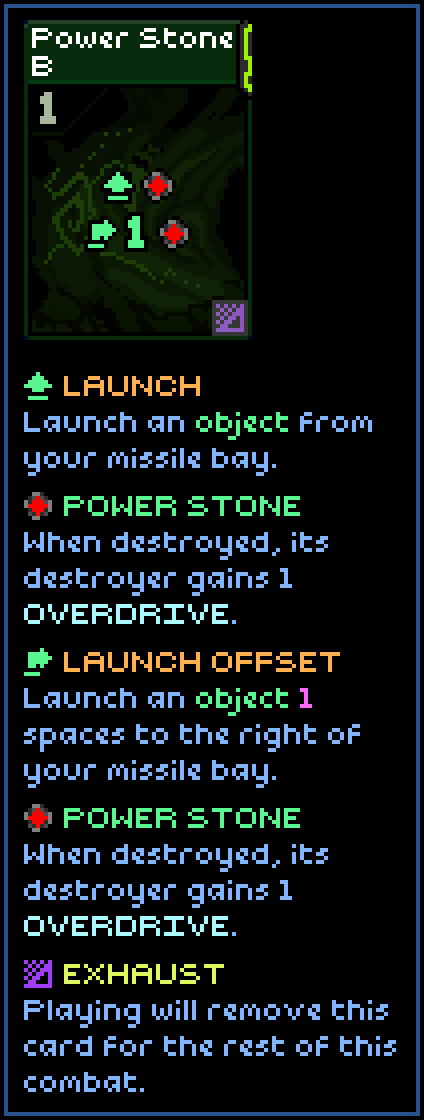 Power Stone
B
1
1
LAUNCH
Launch an object from
your missile bay.
POWER STONE
When destroyed, its
destroyer gains 1
OVERDRIVE.
LAUNCH OFFSET
Launch an object 1
spaces to the right of
your missile bay.
POWER STONE
When destroyed, its
destroyer gains 1
OVERDRIVE.
EXHAUST
Playing will remove this
card for the rest of this
combat.